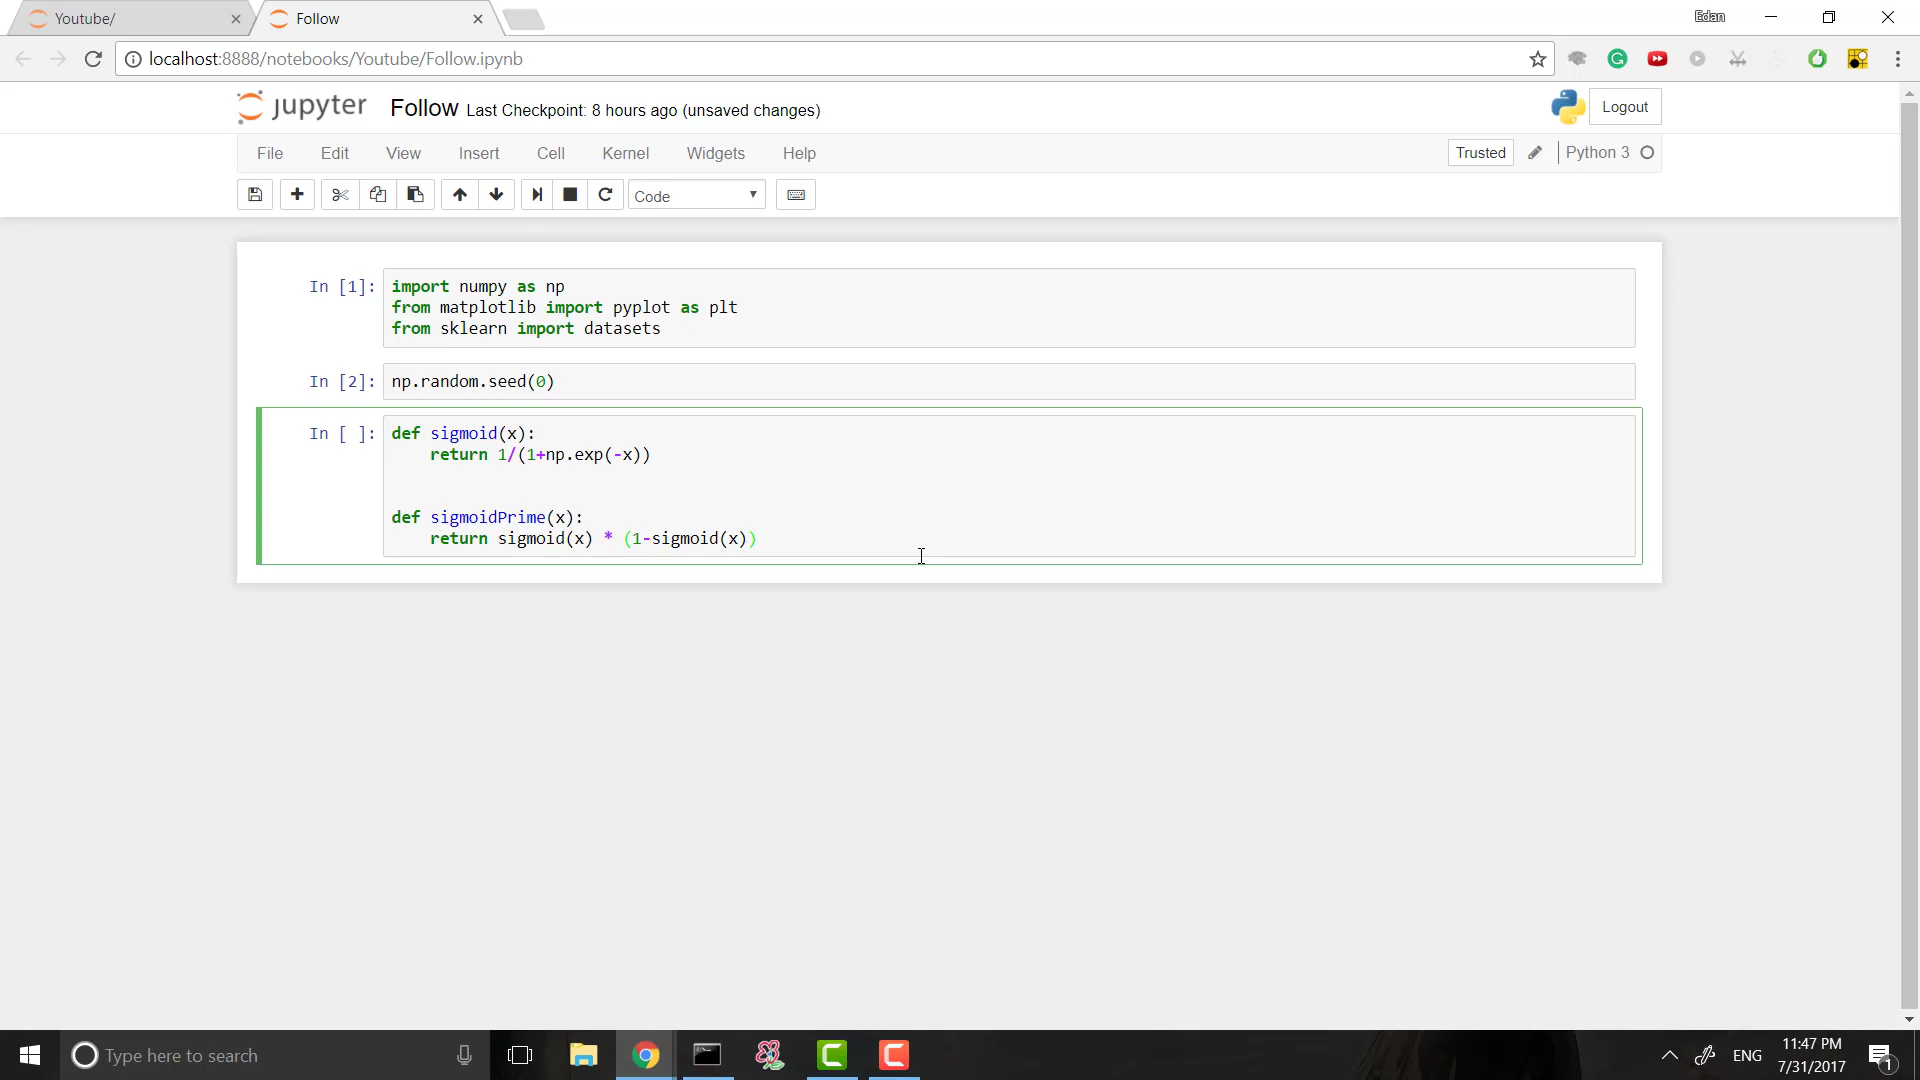 Youtube/
Follow
Edan
localhost:8888/notebooks/Youtube/Follow.ipynb
jupyter Follow Last Checkpoint: 8 hours ago (unsaved changes)
Logout
File Edit View Insert Cell Kernel Widgets Help
Trusted
Python 3
Code
In [1]: import numpy as np
from matplotlib import pyplot as plt
from sklearn import datasets
In [2]: np.random.seed(0)
In [ ]: def sigmoid(x):
return 1/(1+np.exp(-x))
def sigmoidPrime(x):
return sigmoid(x) * (1-sigmoid(x))
Type here to search
ENG
11:47 PM
7/31/2017
1